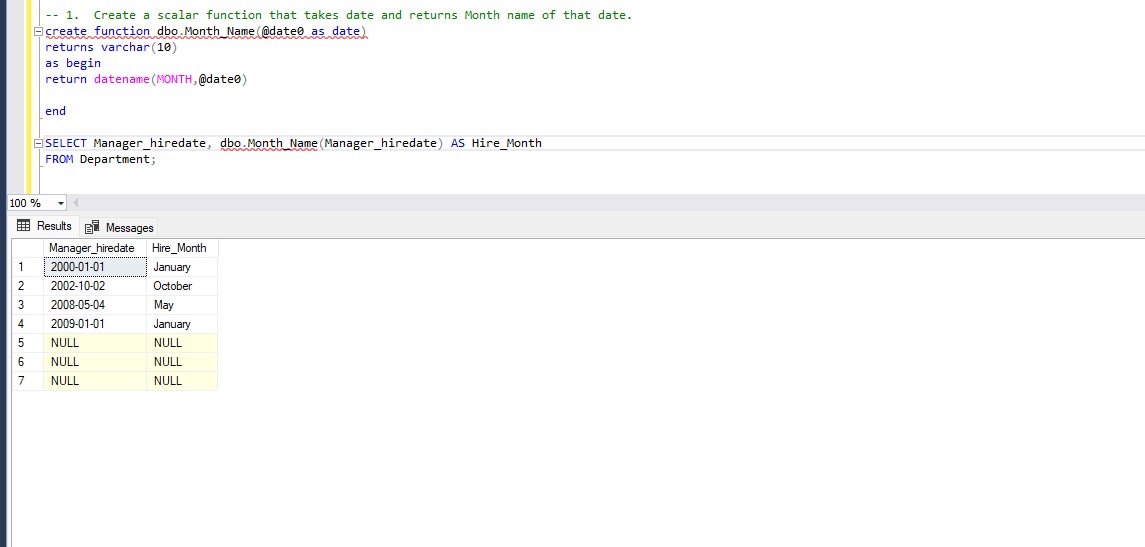 -- 1.  Create a scalar function that takes date and returns Month name of that date.
create function dbo.Month_Name(@date0 as date)
returns varchar(10)
as begin
return datename(MONTH,@date0)
end
SELECT Manager_hiredate, dbo.Month_Name(Manager_hiredate) AS Hire_Month
FROM Department;
100 %
Results Messages
Manager_hiredate Hire_Month
1 2000-01-01 January
2 2002-10-02 October
3 2008-05-04 May
4 2009-01-01 January
5 NULL NULL
6 NULL NULL
7 NULL NULL